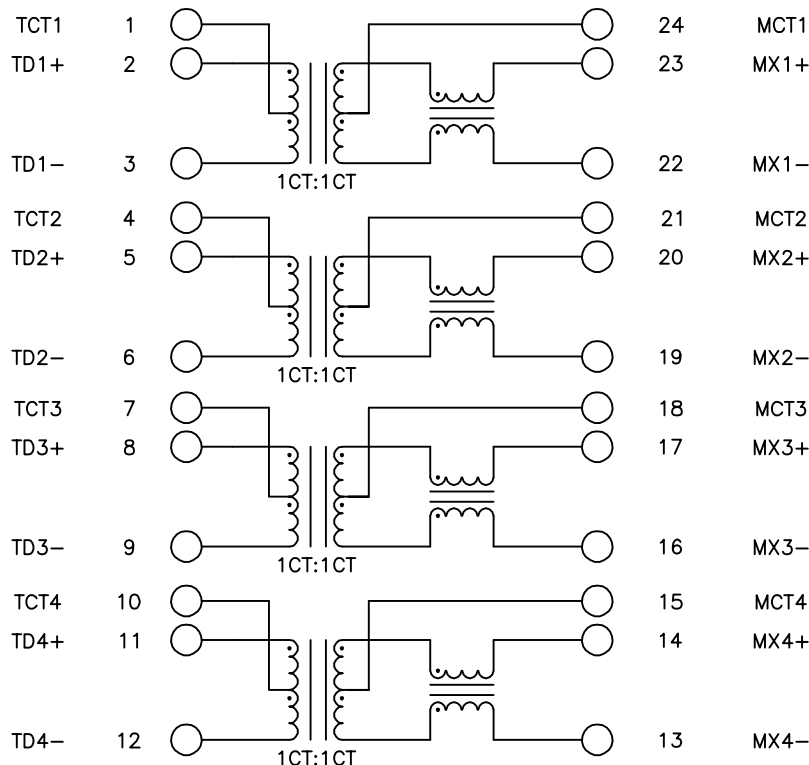 TCT1 1 24 MCT1
TD1+ 2 23 MX1+
TD1− 3 22 MX1−
1CT:1CT
TCT2 4 21 MCT2
TD2+ 5 20 MX2+
TD2− 6 19 MX2−
1CT:1CT
TCT3 7 18 MCT3
TD3+ 8 17 MX3+
TD3− 9 16 MX3−
1CT:1CT
TCT4 10 15 MCT4
TD4+ 11 14 MX4+
TD4− 12 13 MX4−
1CT:1CT